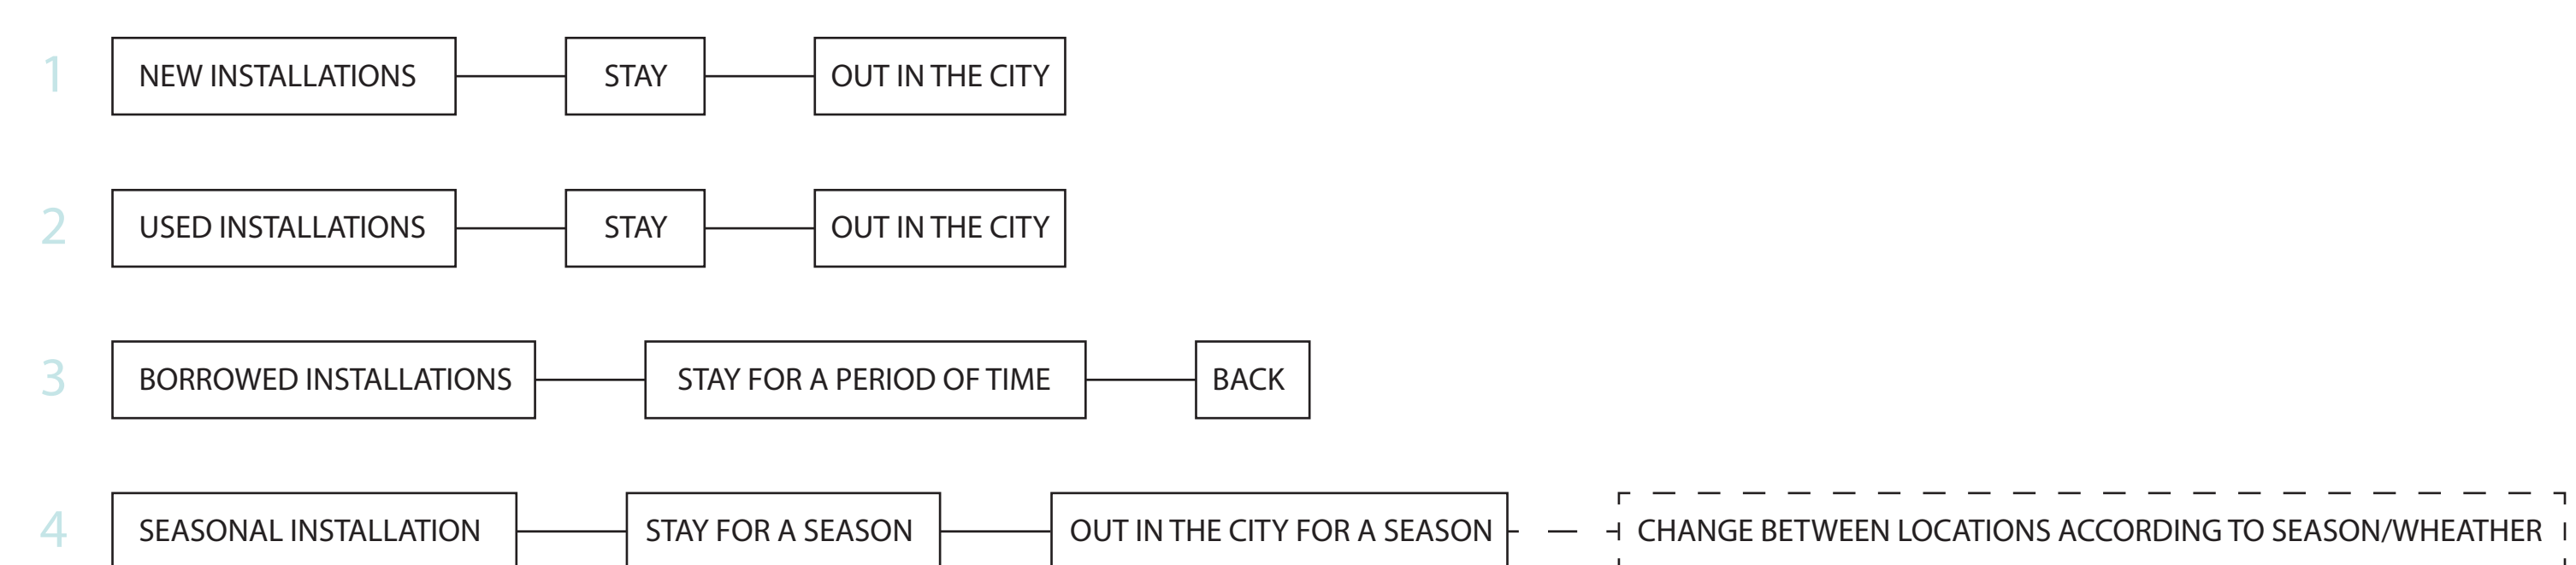 1 NEW INSTALLATIONS STAY OUT IN THE CITY
2 USED INSTALLATIONS STAY OUT IN THE CITY
3 BORROWED INSTALLATIONS STAY FOR A PERIOD OF TIME BACK
4 SEASONAL INSTALLATION STAY FOR A SEASON OUT IN THE CITY FOR A SEASON CHANGE BETWEEN LOCATIONS ACCORDING TO SEASON/WHEATHER